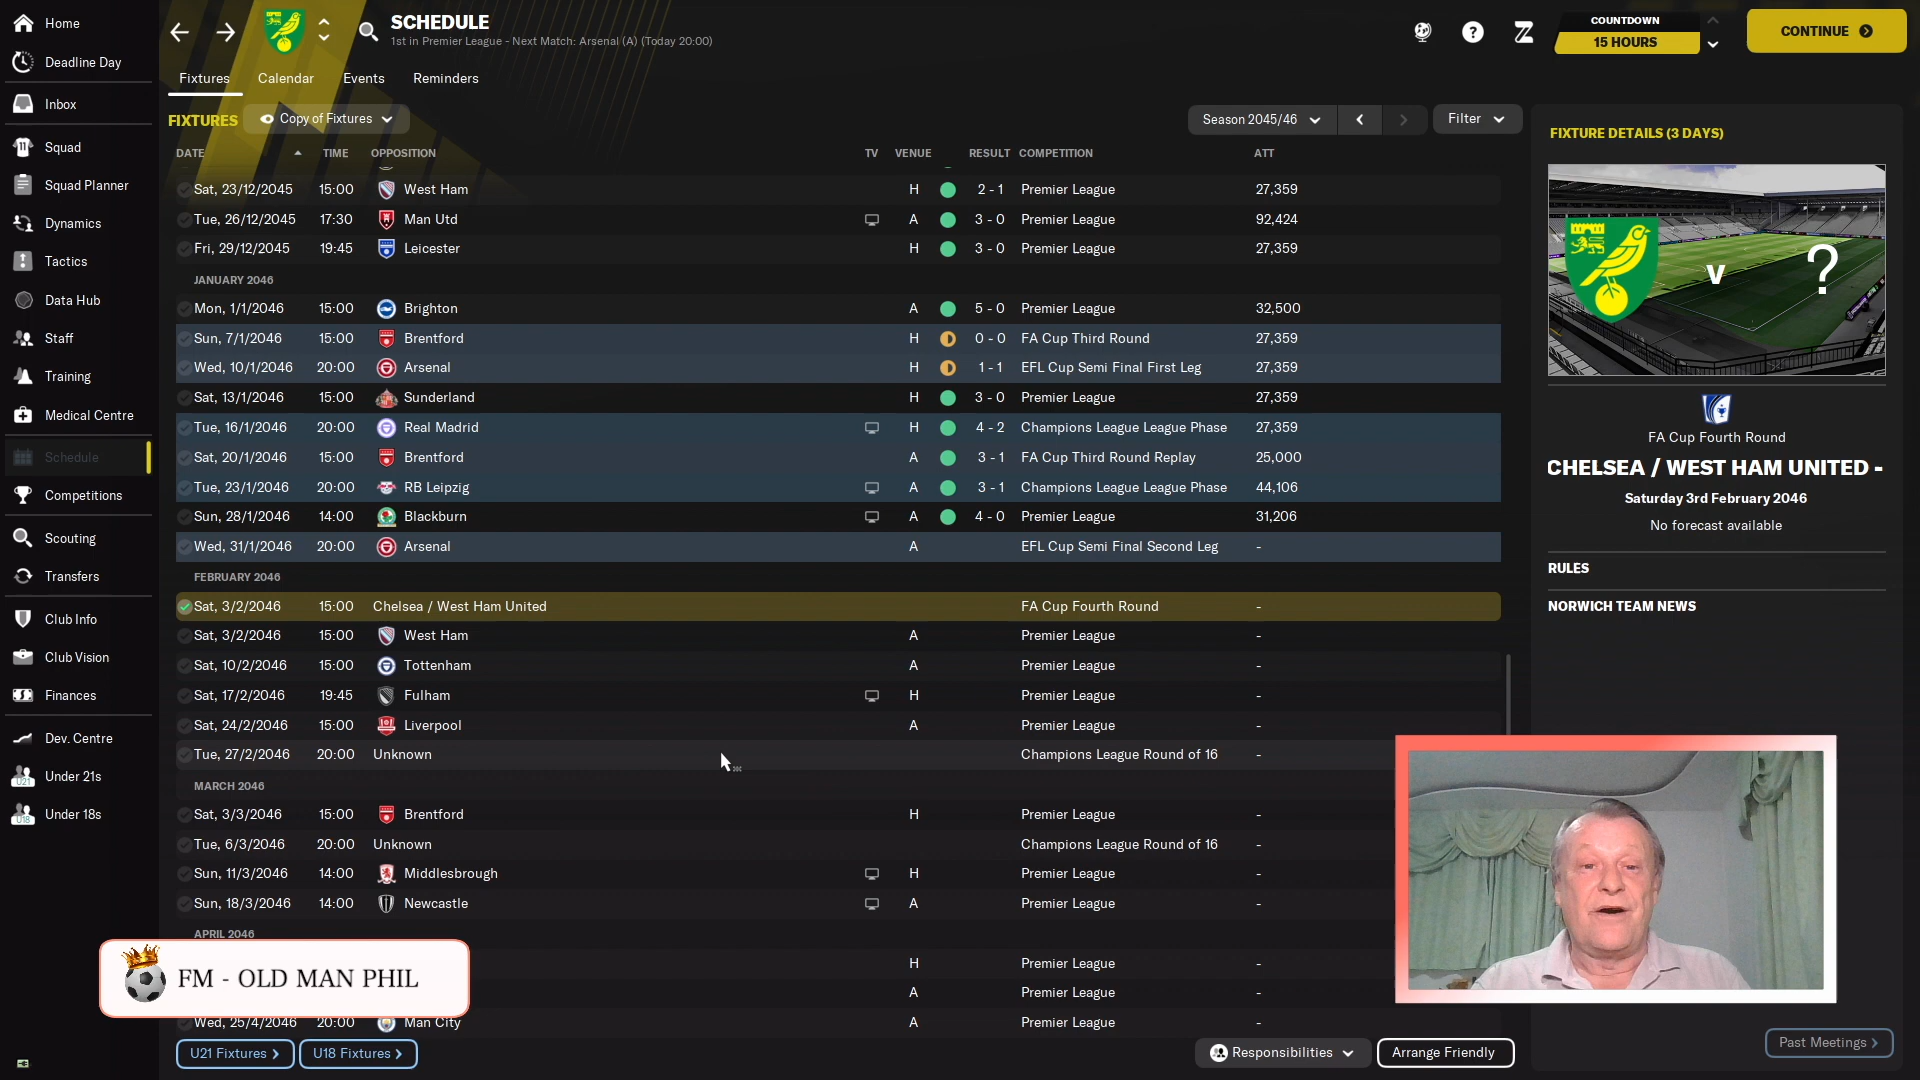 Home
Deadline Day
Inbox
Squad
Squad Planner
Dynamics
Tactics
Data Hub
Staff
Training
Medical Centre
Schedule
Competitions
Scouting
Transfers
Club Info
Club Vision
Finances
Dev. Centre
Under 21s
Under 18s
SCHEDULE
1st in Premier League - Next Match: Arsenal (A) (Today 20:00)
COUNTDOWN
15 HOURS
CONTINUE
Fixtures Calendar Events Reminders
FIXTURES Copy of Fixtures Season 2045/46 Filter
DATE TIME OPPOSITION TV VENUE RESULT COMPETITION ATT
Sat, 23/12/2045 15:00 West Ham H 2 - 1 Premier League 27,359
Tue, 26/12/2045 17:30 Man Utd A 3 - 0 Premier League 92,424
Fri, 29/12/2045 19:45 Leicester H 3 - 0 Premier League 27,359
JANUARY 2046
Mon, 1/1/2046 15:00 Brighton A 5 - 0 Premier League 32,500
Sun, 7/1/2046 15:00 Brentford H 0 - 0 FA Cup Third Round 27,359
Wed, 10/1/2046 20:00 Arsenal H 1 - 1 EFL Cup Semi Final First Leg 27,359
Sat, 13/1/2046 15:00 Sunderland H 3 - 0 Premier League 27,359
Tue, 16/1/2046 20:00 Real Madrid H 4 - 2 Champions League League Phase 27,359
Sat, 20/1/2046 15:00 Brentford A 3 - 1 FA Cup Third Round Replay 25,000
Tue, 23/1/2046 20:00 RB Leipzig A 3 - 1 Champions League League Phase 44,106
Sun, 28/1/2046 14:00 Blackburn A 4 - 0 Premier League 31,206
Wed, 31/1/2046 20:00 Arsenal A EFL Cup Semi Final Second Leg -
FEBRUARY 2046
Sat, 3/2/2046 15:00 Chelsea / West Ham United FA Cup Fourth Round -
Sat, 3/2/2046 15:00 West Ham A Premier League -
Sat, 10/2/2046 15:00 Tottenham A Premier League -
Sat, 17/2/2046 19:45 Fulham H Premier League -
Sat, 24/2/2046 15:00 Liverpool A Premier League -
Tue, 27/2/2046 20:00 Unknown Champions League Round of 16 -
MARCH 2046
Sat, 3/3/2046 15:00 Brentford H Premier League -
Tue, 6/3/2046 20:00 Unknown Champions League Round of 16 -
Sun, 11/3/2046 14:00 Middlesbrough H Premier League -
Sun, 18/3/2046 14:00 Newcastle A Premier League -
APRIL 2046
H Premier League -
A Premier League -
Wed, 25/4/2046 20:00 Man City A Premier League -
FM - OLD MAN PHIL
U21 Fixtures U18 Fixtures Responsibilities Arrange Friendly
FIXTURE DETAILS (3 DAYS)
v ?
FA Cup Fourth Round
CHELSEA / WEST HAM UNITED -
Saturday 3rd February 2046
No forecast available
RULES
NORWICH TEAM NEWS
Past Meetings